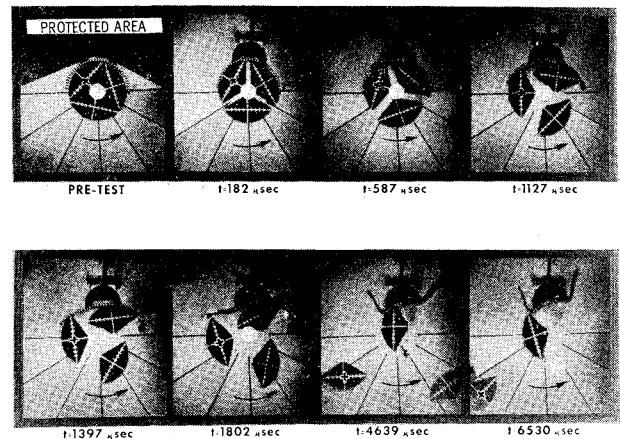 PROTECTED AREA
PRE-TEST
t=182 μsec
t=587 μsec
t=1127 μsec
t=1397 μsec
t=1802 μsec
t=4639 μsec
t=6530 μsec